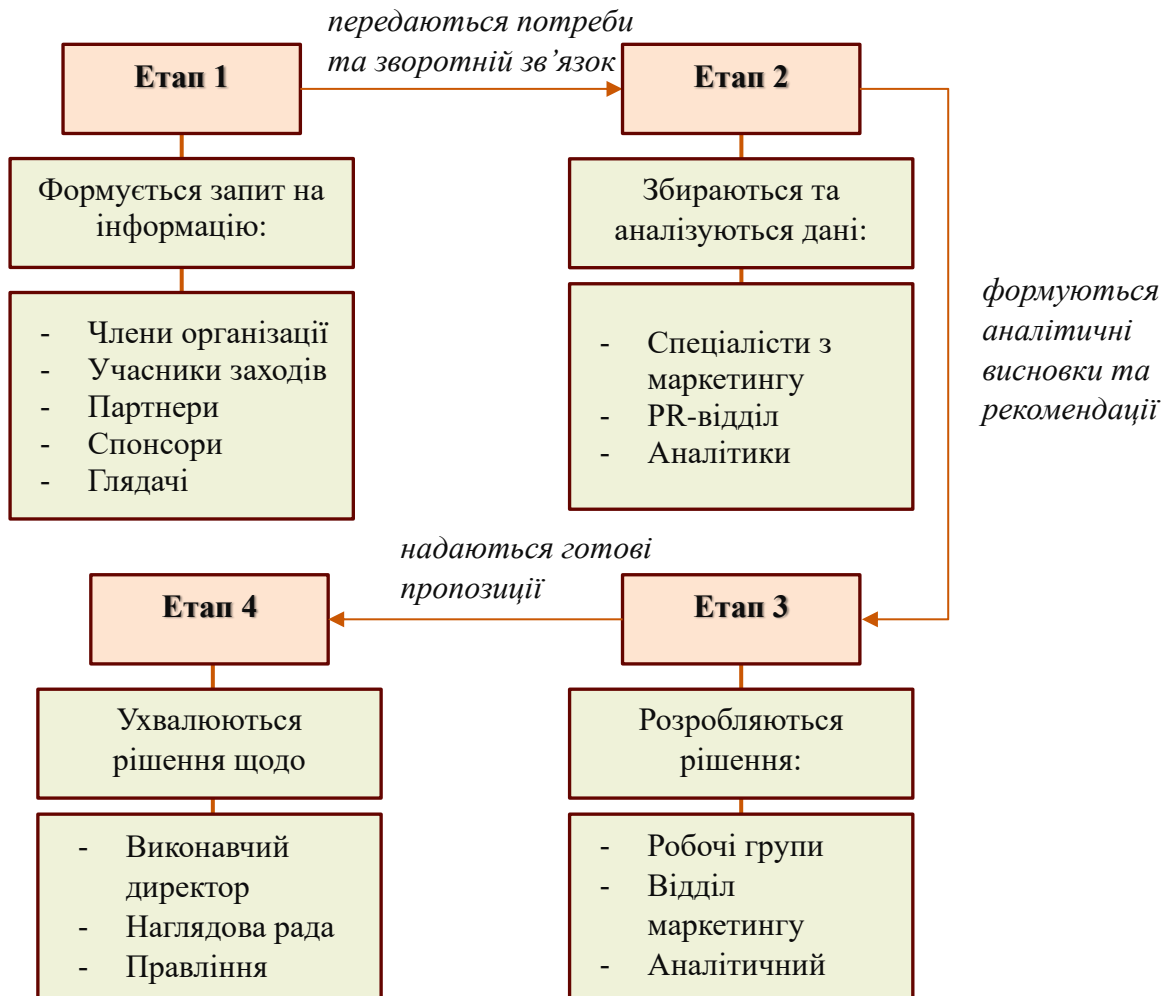 передаються потреби
та зворотній зв’язок
Етап 1
Етап 2
Формується запит на
інформацію:
Збираються та
аналізуються дані:
- Члени організації
- Учасники заходів
- Партнери
- Спонсори
- Глядачі
- Спеціалісти з
маркетингу
- PR-відділ
- Аналітики
формуються
аналітичні
висновки та
рекомендації
надаються готові
пропозиції
Етап 4
Етап 3
Ухвалюються
рішення щодо
Розробляються
рішення:
- Виконавчий
директор
- Наглядова рада
- Правління
- Робочі групи
- Відділ
маркетингу
- Аналітичний